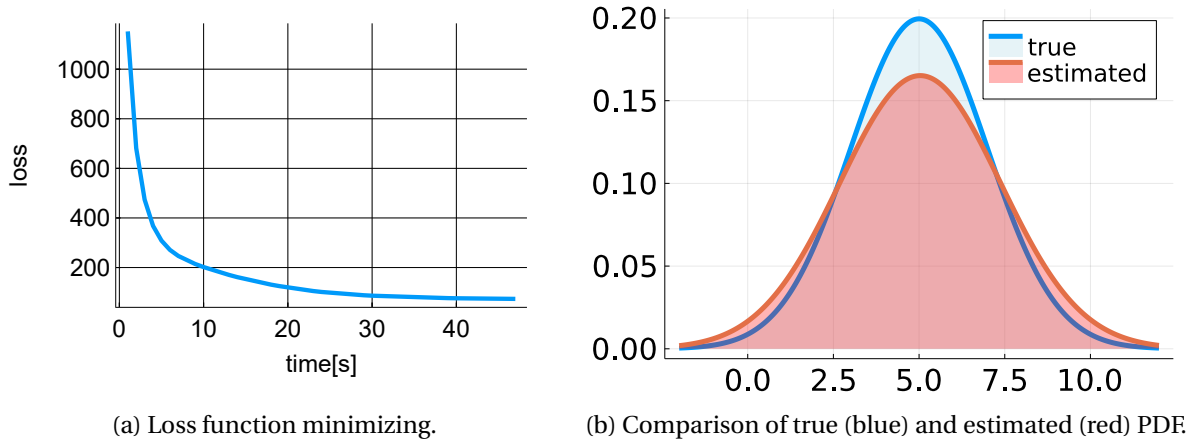 1000
800
600
400
200
loss
0 10 20 30 40
time[s]
(a) Loss function minimizing.
0.20
0.15
0.10
0.05
0.00
true
estimated
0.0 2.5 5.0 7.5 10.0
(b) Comparison of true (blue) and estimated (red) PDF.